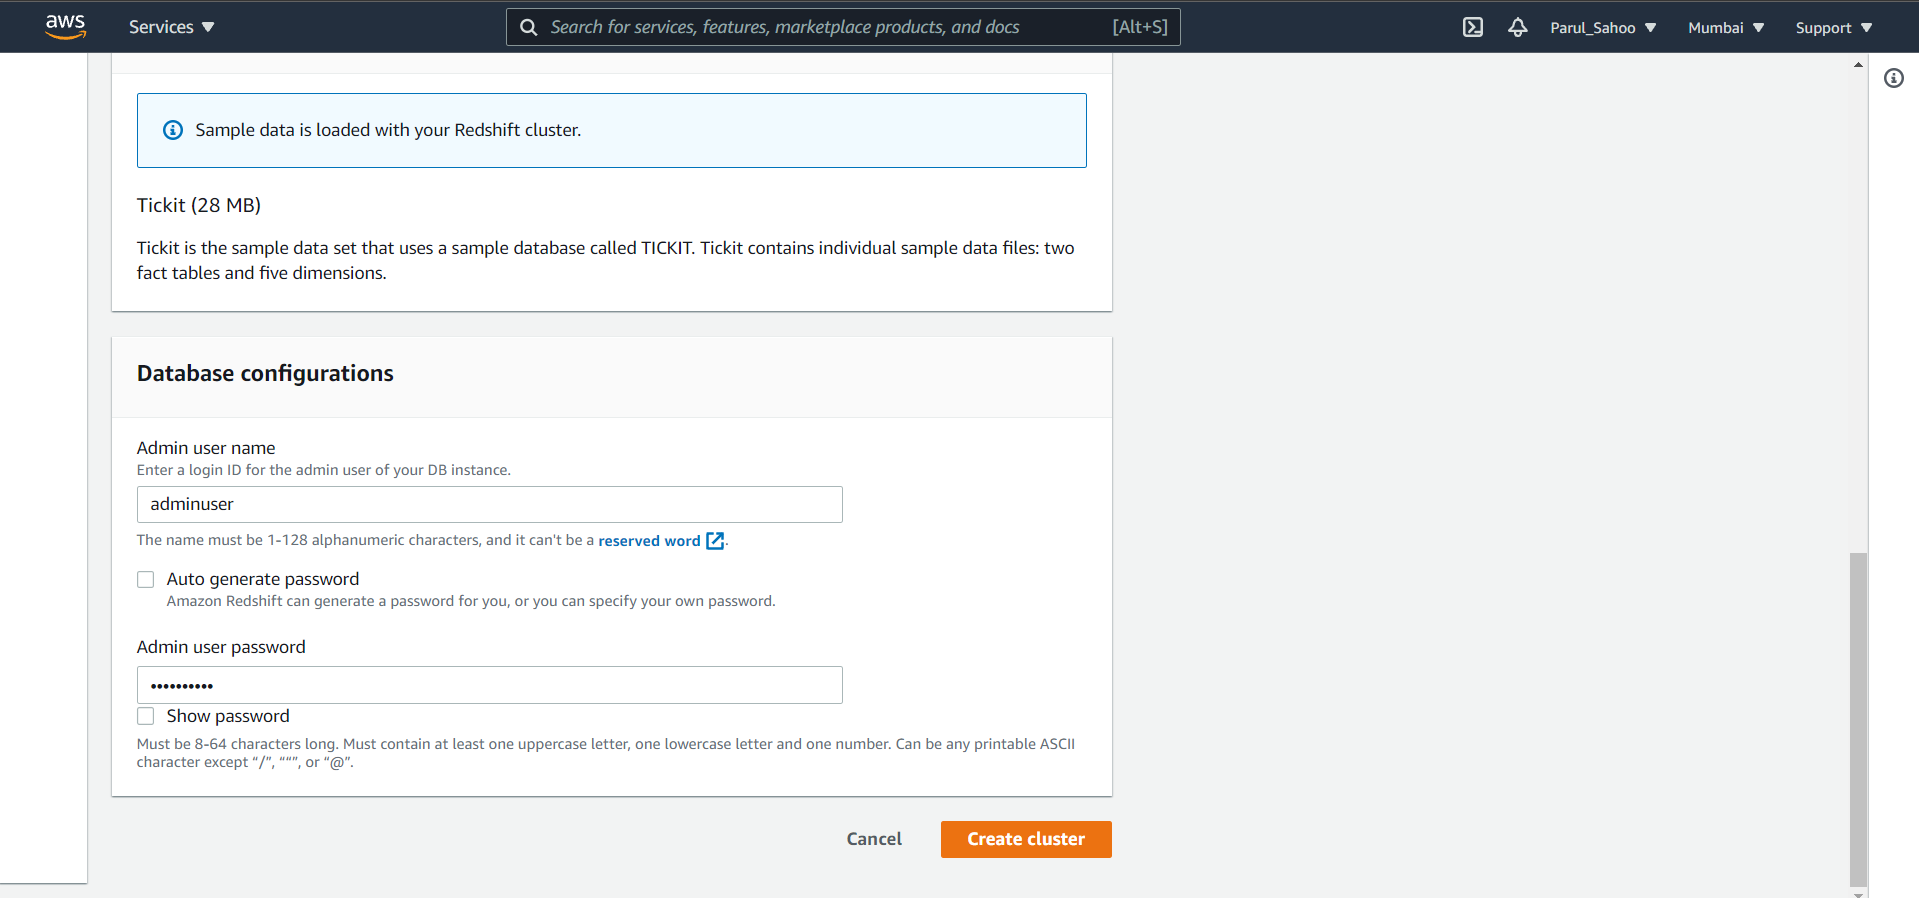 aws Services Search for services, features, marketplace products, and docs [Alt+S] Parul_Sahoo Mumbai Support
Sample data is loaded with your Redshift cluster.
Tickit (28 MB)
Tickit is the sample data set that uses a sample database called TICKIT. Tickit contains individual sample data files: two
fact tables and five dimensions.
Database configurations
Admin user name
Enter a login ID for the admin user of your DB instance.
adminuser
The name must be 1-128 alphanumeric characters, and it can't be a reserved word.
Auto generate password
Amazon Redshift can generate a password for you, or you can specify your own password.
Admin user password
••••••••••
Show password
Must be 8-64 characters long. Must contain at least one uppercase letter, one lowercase letter and one number. Can be any printable ASCII
character except “/”, “““, or “@”.
Cancel Create cluster